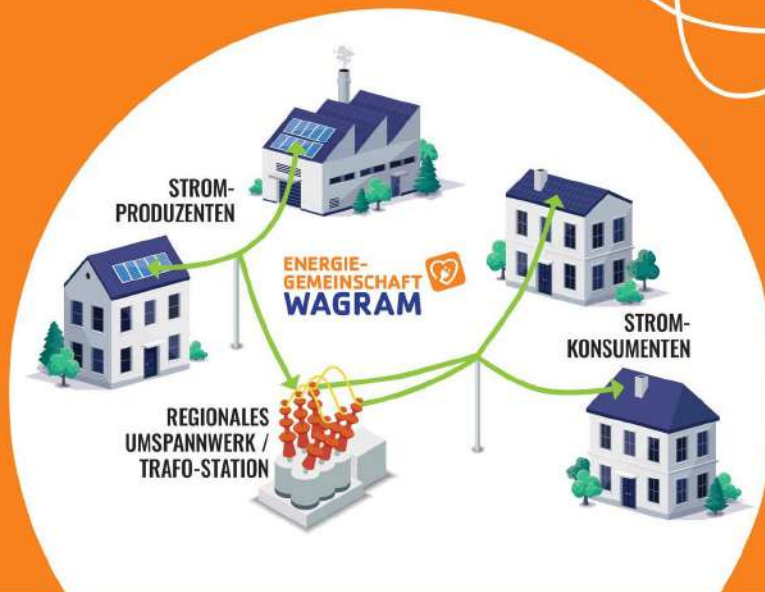 STROM-
PRODUZENTEN
ENERGIE-
GEMEINSCHAFT
WAGRAM
STROM-
KONSUMENTEN
REGIONALES
UMSPANNWERK /
TRAFO-STATION